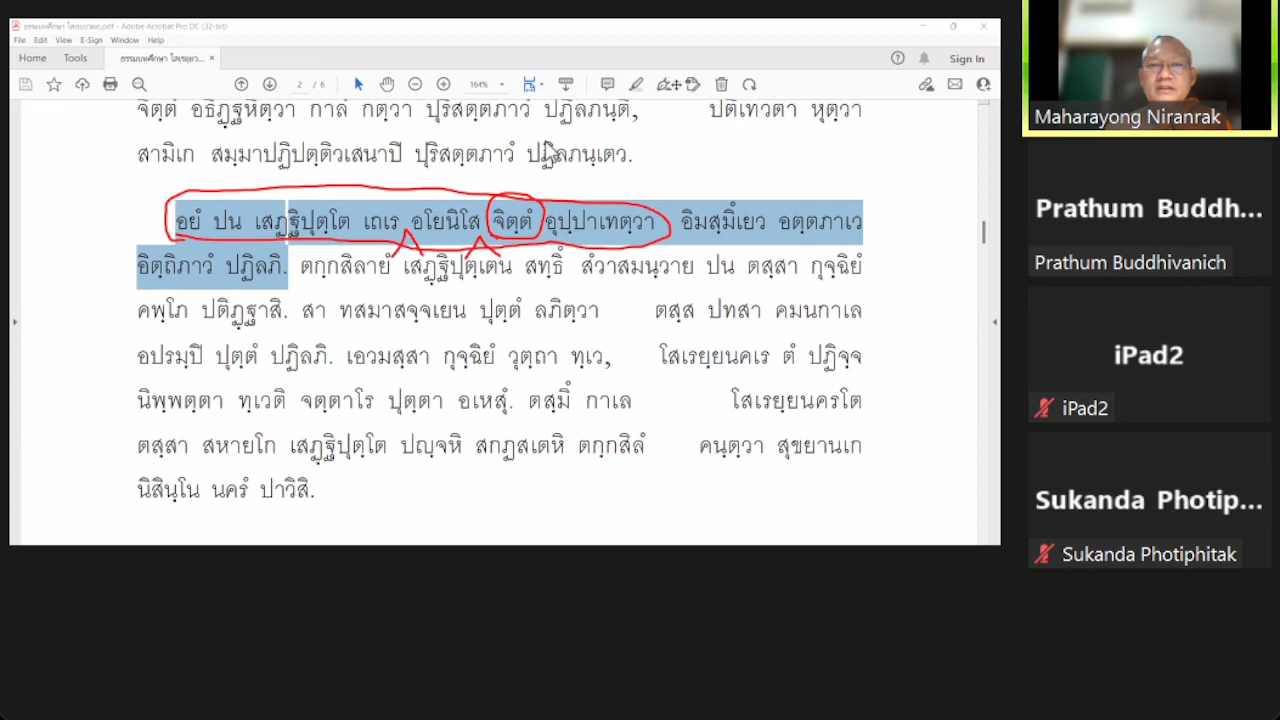 ธรรมบทศึกษา โสเรยฺยวตฺถุ.pdf - Adobe Acrobat Pro DC (32-bit)
File Edit View E-Sign Window Help
Home Tools ธรรมบทศึกษา โสเรยฺยว... × Sign In
2 / 6 164%
จิตฺตํ อธิฏฺฐหิตฺวา กาลํ กตฺวา ปุริสตฺตภาวํ ปฏิลภนฺติ, ปติเทวตา หุตฺวา
สามิเก สมฺมาปฏิปตฺติวเสนาปิ ปุริสตฺตภาวํ ปฏิลภนฺเตว.
อยํ ปน เสฏฺฐิปุตฺโต เถเร อโยนิโส จิตฺตํ อุปฺปาเทตฺวา อิมสฺมิํเยว อตฺตภาเว
อิตฺถิภาวํ ปฏิลภิ. ตกฺกสิลายํ เสฏฺฐิปุตฺเตน สทฺธิํ สํวาสมนฺวาย ปน ตสฺสา กุจฺฉิยํ
คพฺโภ ปติฏฺฐาสิ. สา ทสมาสจฺจเยน ปุตฺตํ ลภิตฺวา ตสฺส ปทสา คมนกาเล
อปรมฺปิ ปุตฺตํ ปฏิลภิ. เอวมสฺสา กุจฺฉิยํ วุตฺถา ทฺเว, โสเรยฺยนคเร ตํ ปฏิจฺจ
นิพฺพตฺตา ทฺเวติ จตฺตาโร ปุตฺตา อเหสุํ. ตสฺมิํ กาเล โสเรยฺยนครโต
ตสฺสา สหายโก เสฏฺฐิปุตฺโต ปญฺจหิ สกฏสเตหิ ตกฺกสิลํ คนฺตฺวา สุขยานเก
นิสินฺโน นครํ ปาวิสิ.
Maharayong Niranrak
Prathum Buddh...
Prathum Buddhivanich
iPad2
iPad2
Sukanda Photip...
Sukanda Photiphitak